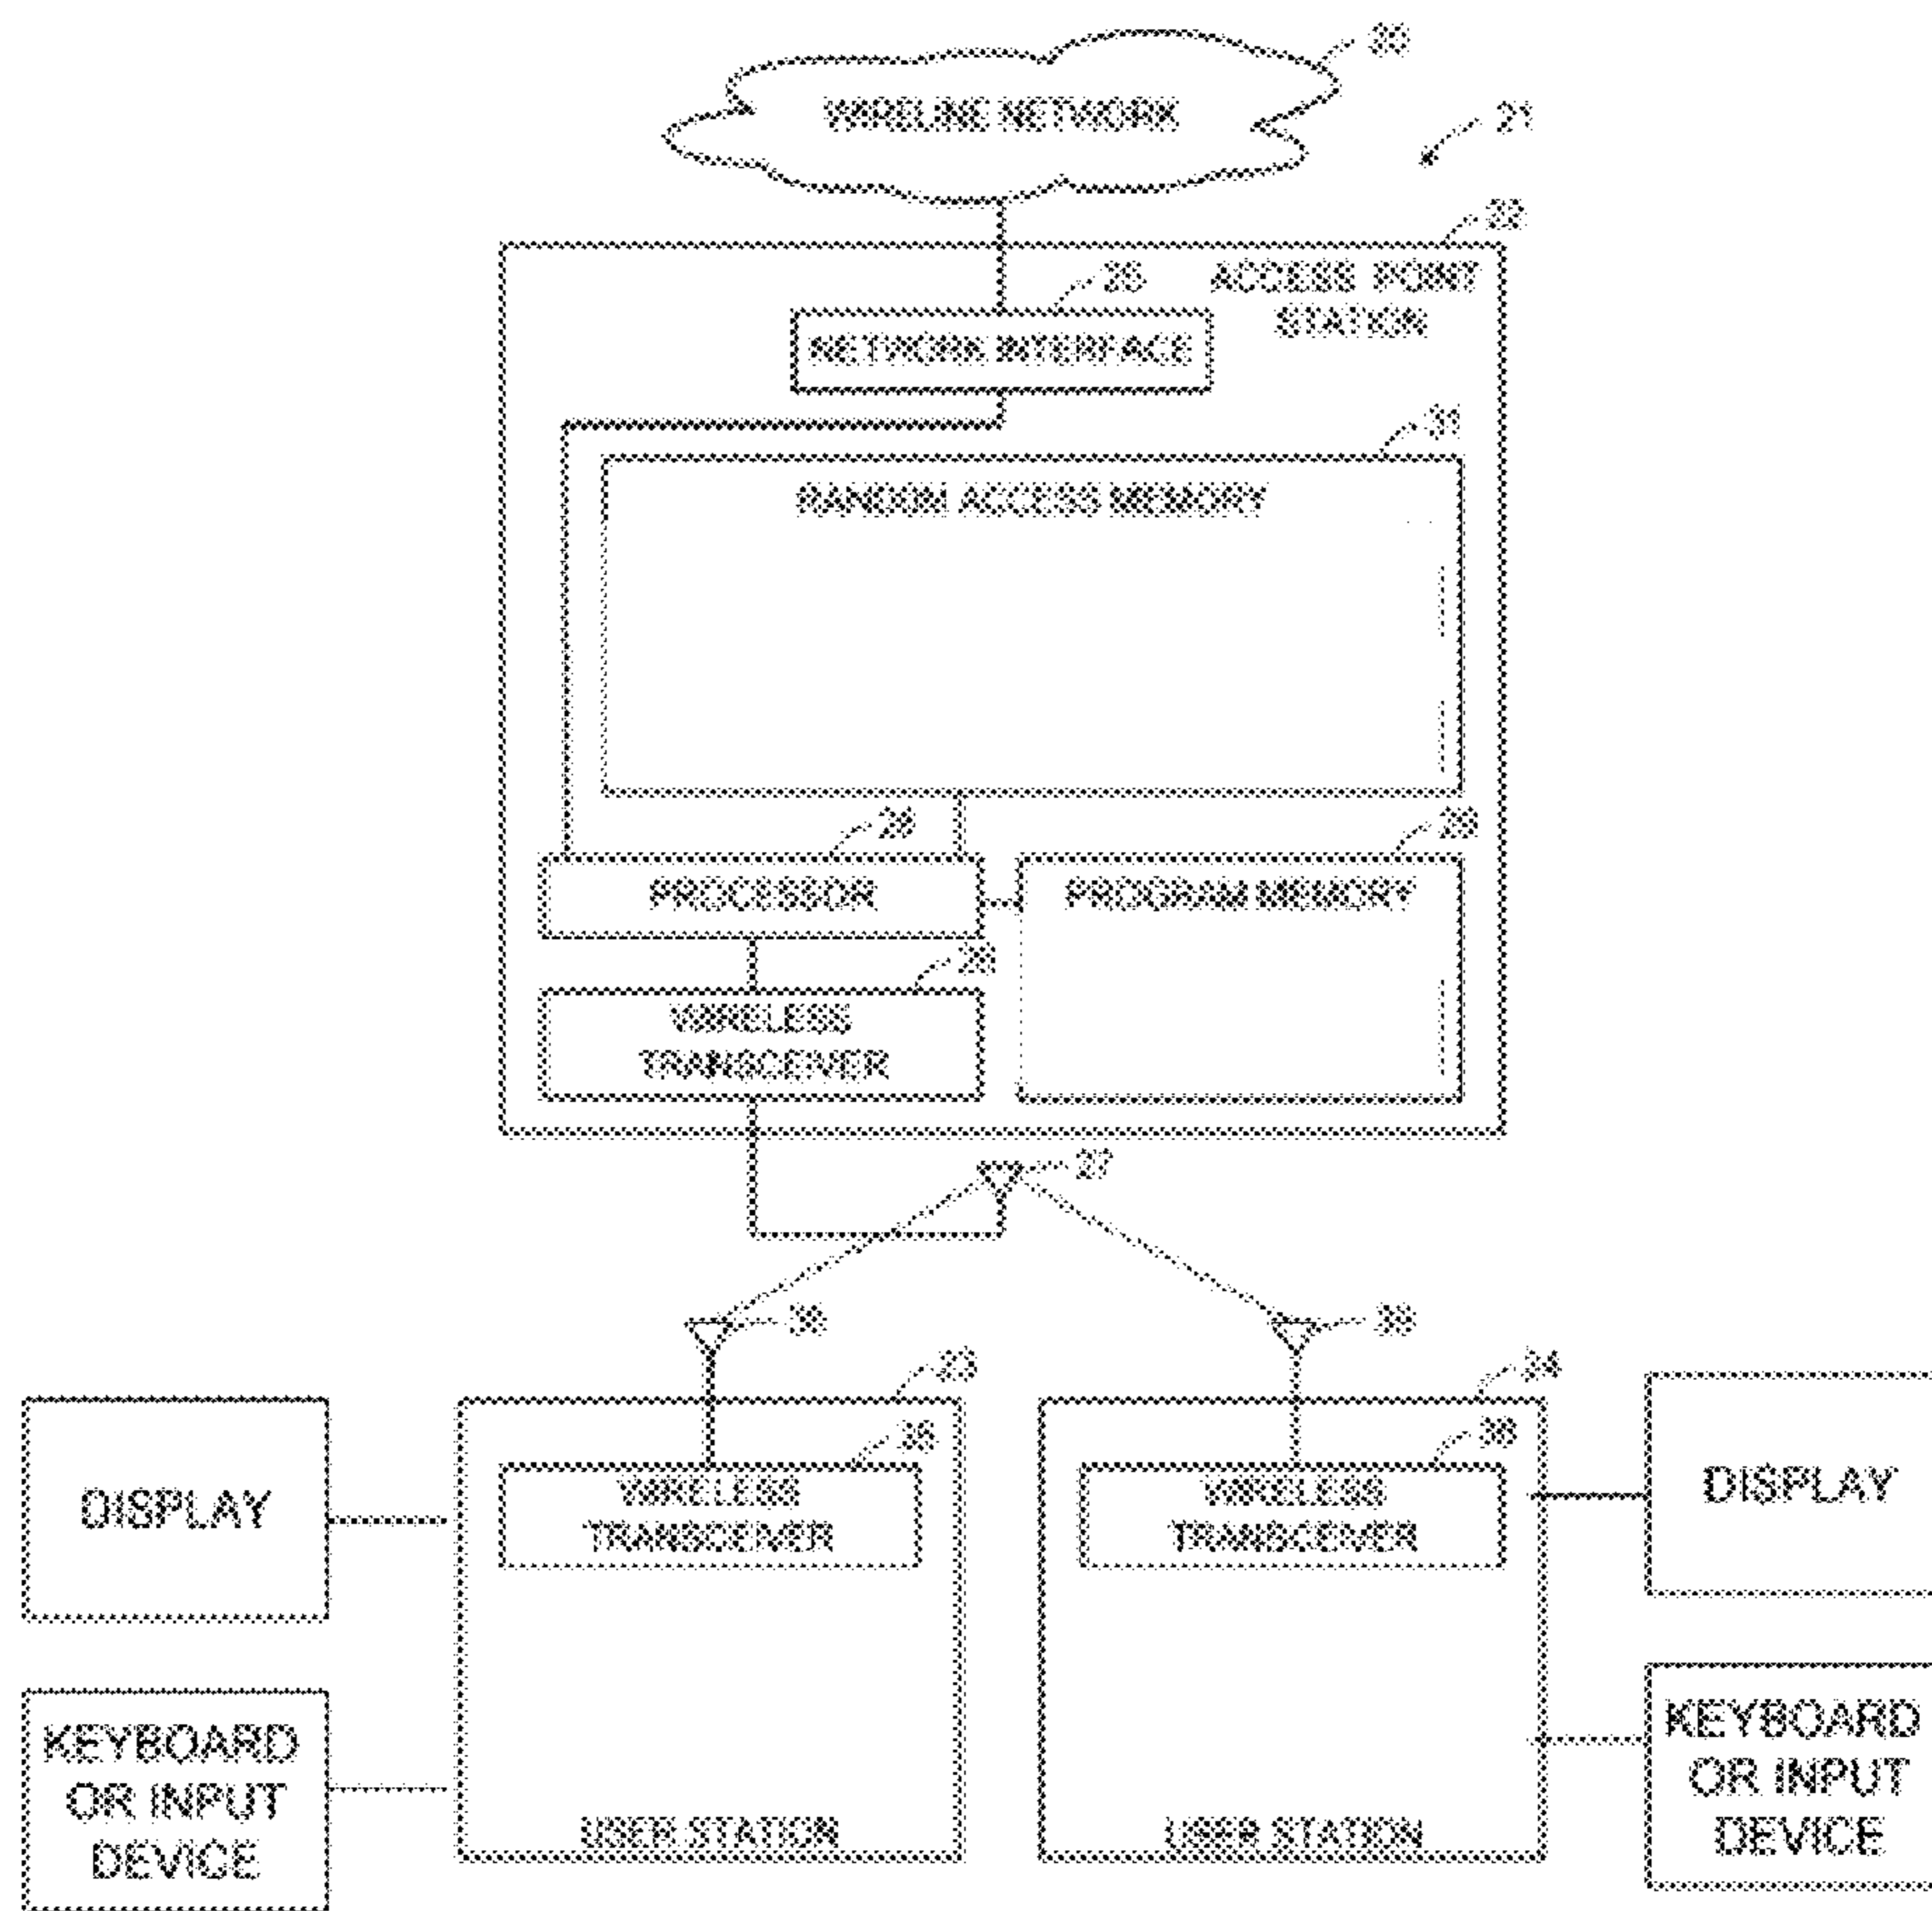 WIRELINE NETWORK
21
22
25
ACCESS POINT
STATION
NETWORK INTERFACE
31
RANDOM ACCESS MEMORY
PROCESSOR
PROGRAM MEMORY
WIRELESS
TRANSCEIVER
27
23
24
DISPLAY
WIRELESS
TRANSCEIVER
WIRELESS
TRANSCEIVER
DISPLAY
KEYBOARD
OR INPUT
DEVICE
USER STATION
USER STATION
KEYBOARD
OR INPUT
DEVICE